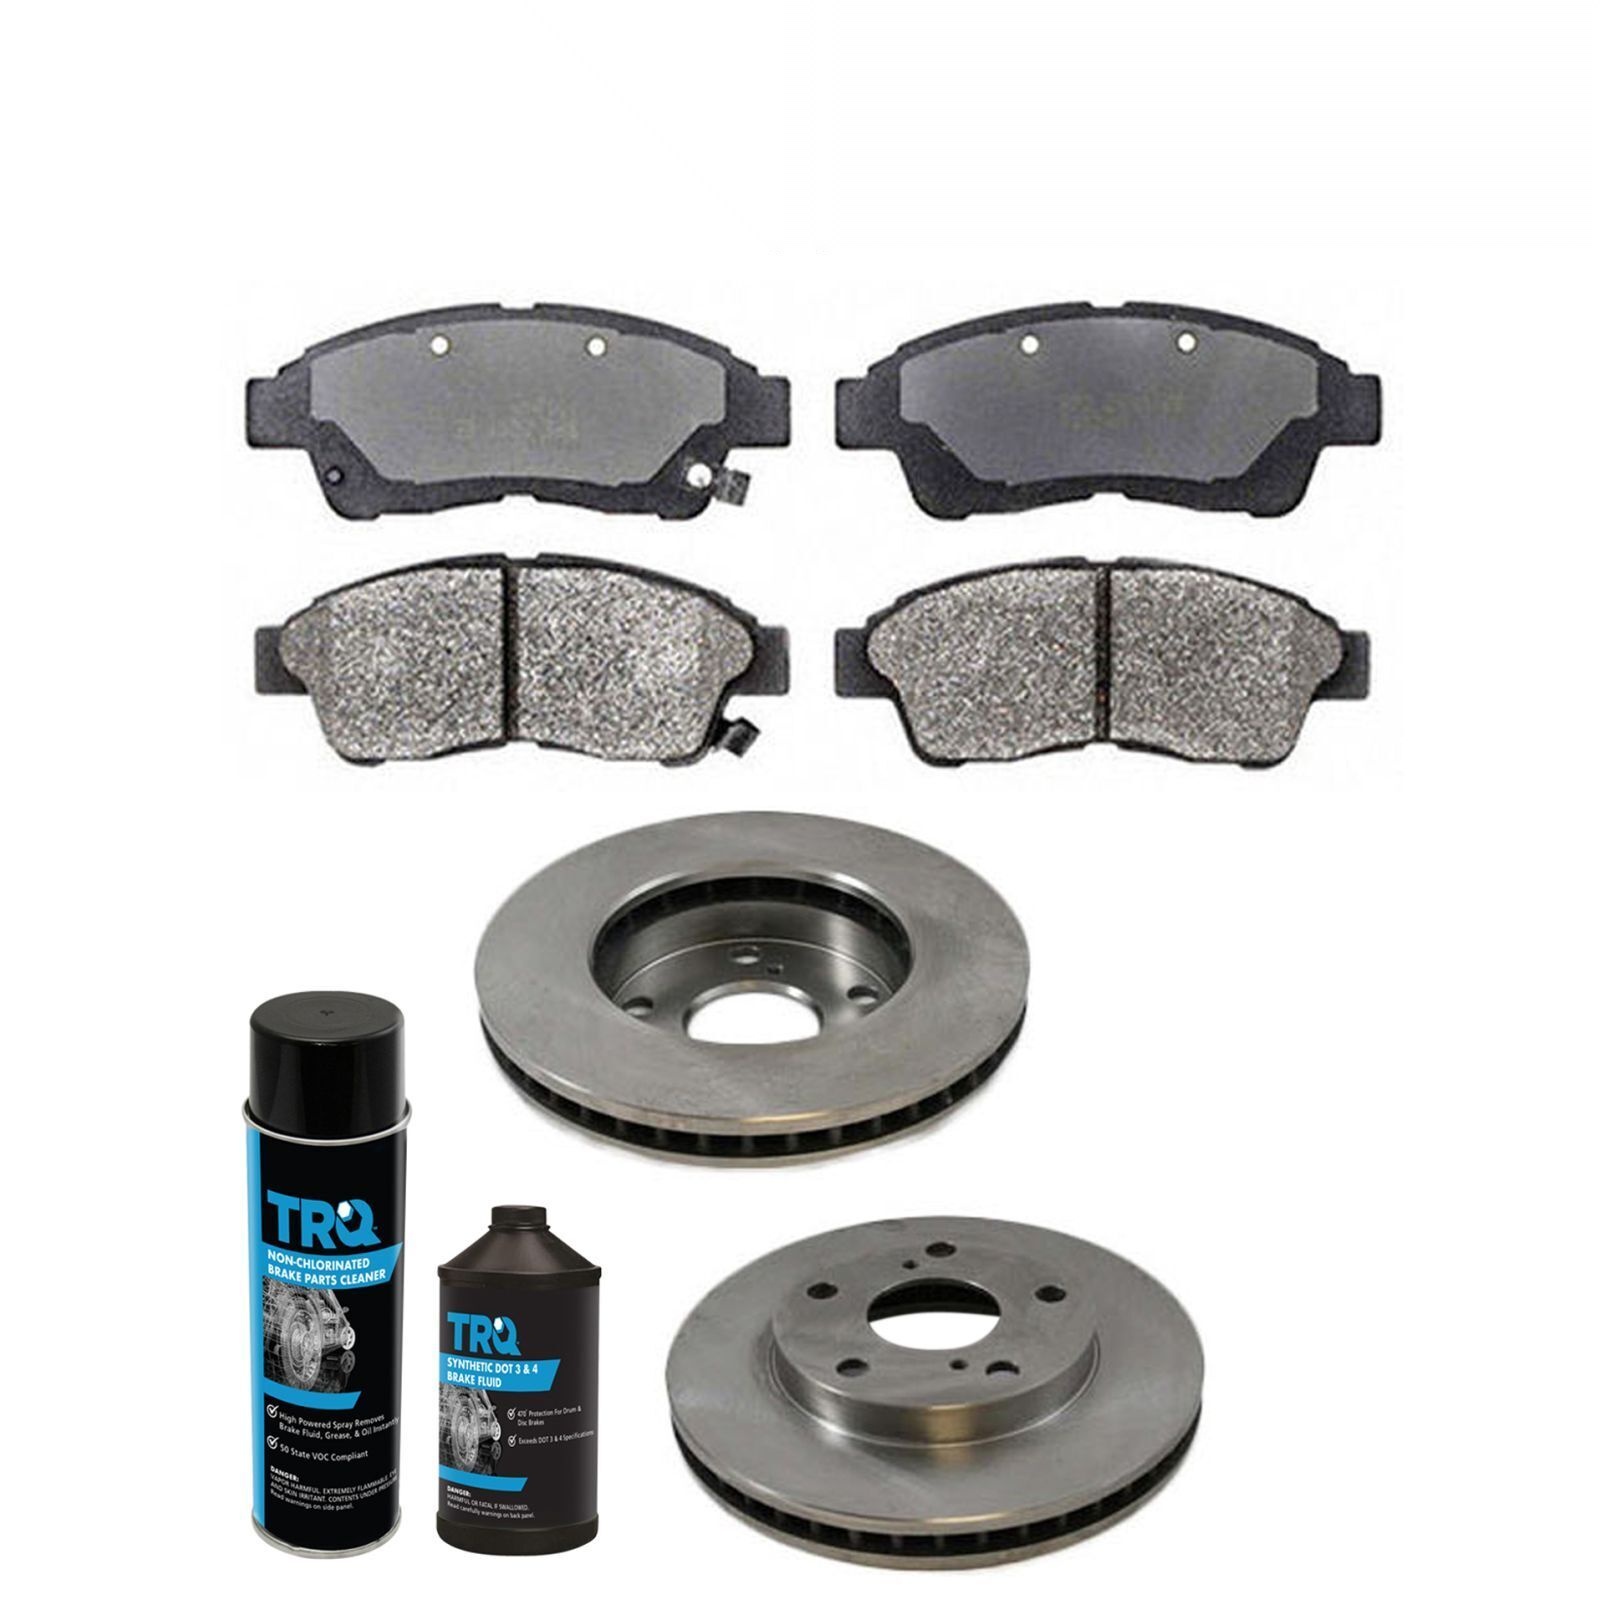 TRQ
NON-CHLORINATED
BRAKE PARTS CLEANER
High Powered Spray Removes
Brake Fluid, Grease, & Oil Instantly
50 State VOC Compliant
DANGER:
VAPOR HARMFUL. EXTREMELY FLAMMABLE. EYE
AND SKIN IRRITANT. CONTENTS UNDER PRESSURE.
Read warnings on side panel.
TRQ
SYNTHETIC DOT 3 & 4
BRAKE FLUID
470° Protection For Drum &
Disc Brakes
Exceeds DOT 3 & 4 Specifications
DANGER:
HARMFUL OR FATAL IF SWALLOWED.
Read carefully warnings on back panel.